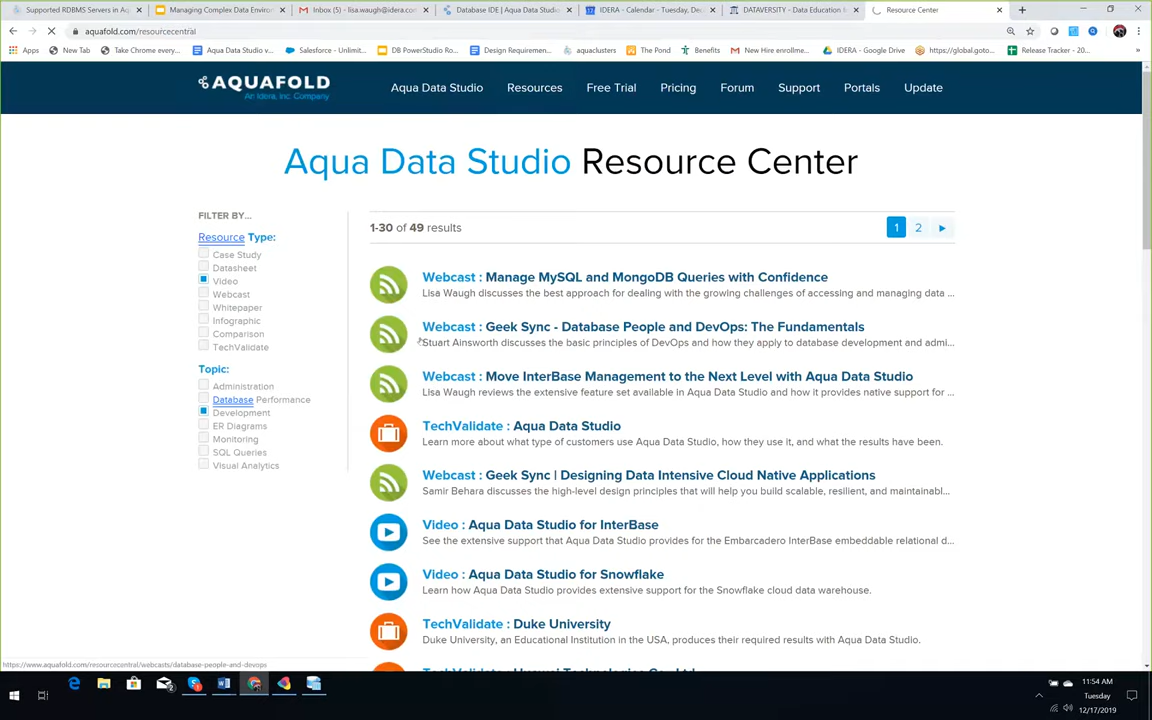 Supported RDBMS Servers in Aq
Managing Complex Data Environ
Inbox (5) - lisa.waugh@idera.com
Database IDE | Aqua Data Studio
IDERA - Calendar - Tuesday, Dec
DATAVERSITY - Data Education f
Resource Center
aquafold.com/resourcecentral
Apps
New Tab
Take Chrome every...
Aqua Data Studio v...
Salesforce - Unlimit...
DB PowerStudio Ro...
Design Requiremen...
aquaclusters
The Pond
Benefits
New Hire enrollme...
IDERA - Google Drive
https://global.goto...
Release Tracker - 20...
»
AQUAFOLD
An Idera, Inc. Company
Aqua Data Studio
Resources
Free Trial
Pricing
Forum
Support
Portals
Update
Aqua Data Studio Resource Center
FILTER BY...
Resource Type:
Case Study
Datasheet
Video
Webcast
Whitepaper
Infographic
Comparison
TechValidate
Topic:
Administration
Database Performance
Development
ER Diagrams
Monitoring
SQL Queries
Visual Analytics
1-30 of 49 results
1 2
Webcast : Manage MySQL and MongoDB Queries with Confidence
Lisa Waugh discusses the best approach for dealing with the growing challenges of accessing and managing data ...
Webcast : Geek Sync - Database People and DevOps: The Fundamentals
Stuart Ainsworth discusses the basic principles of DevOps and how they apply to database development and admi...
Webcast : Move InterBase Management to the Next Level with Aqua Data Studio
Lisa Waugh reviews the extensive feature set available in Aqua Data Studio and how it provides native support for ...
TechValidate : Aqua Data Studio
Learn more about what type of customers use Aqua Data Studio, how they use it, and what the results have been.
Webcast : Geek Sync | Designing Data Intensive Cloud Native Applications
Samir Behara discusses the high-level design principles that will help you build scalable, resilient, and maintainabl...
Video : Aqua Data Studio for InterBase
See the extensive support that Aqua Data Studio provides for the Embarcadero InterBase embeddable relational d...
Video : Aqua Data Studio for Snowflake
Learn how Aqua Data Studio provides extensive support for the Snowflake cloud data warehouse.
TechValidate : Duke University
Duke University, an Educational Institution in the USA, produces their required results with Aqua Data Studio.
https://www.aquafold.com/resourcecentral/webcasts/database-people-and-devops
11:54 AM
Tuesday
12/17/2019